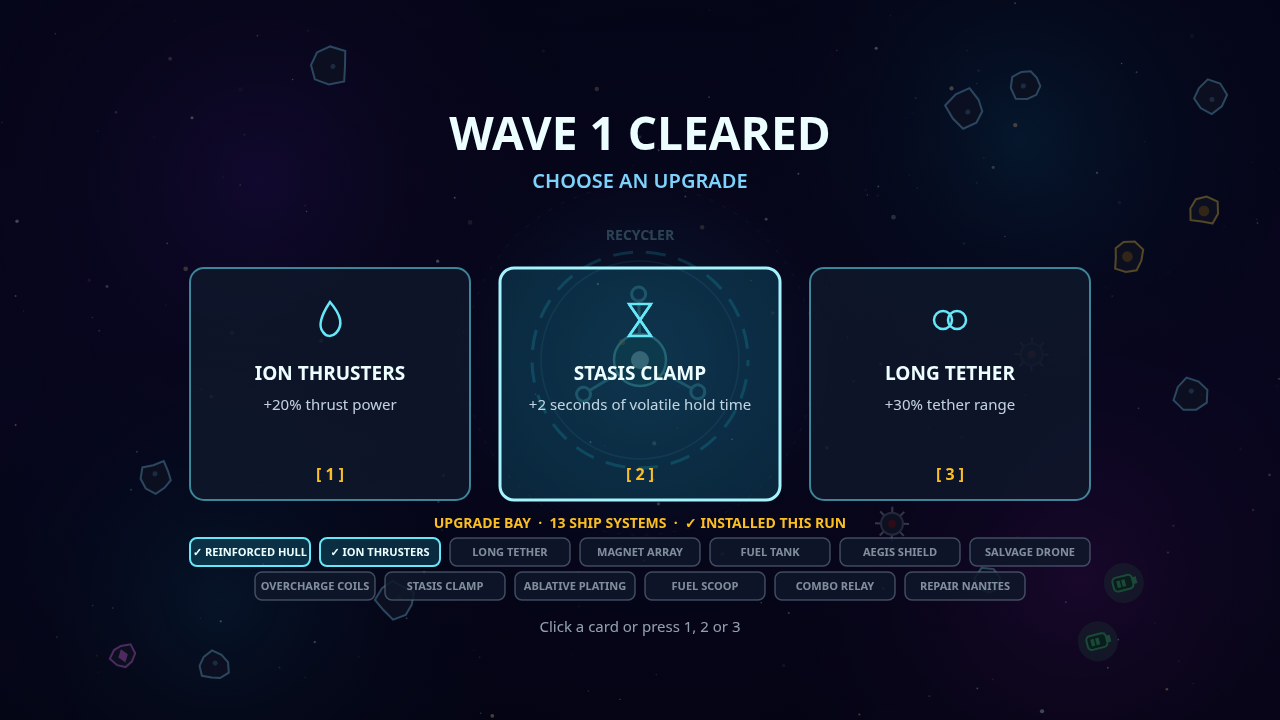 WAVE 1 CLEARED
CHOOSE AN UPGRADE
RECYCLER
ION THRUSTERS
+20% thrust power
[ 1 ]
STASIS CLAMP
+2 seconds of volatile hold time
[ 2 ]
LONG TETHER
+30% tether range
[ 3 ]
UPGRADE BAY · 13 SHIP SYSTEMS · ✓ INSTALLED THIS RUN
✓ REINFORCED HULL ✓ ION THRUSTERS LONG TETHER MAGNET ARRAY FUEL TANK AEGIS SHIELD SALVAGE DRONE
OVERCHARGE COILS STASIS CLAMP ABLATIVE PLATING FUEL SCOOP COMBO RELAY REPAIR NANITES
Click a card or press 1, 2 or 3